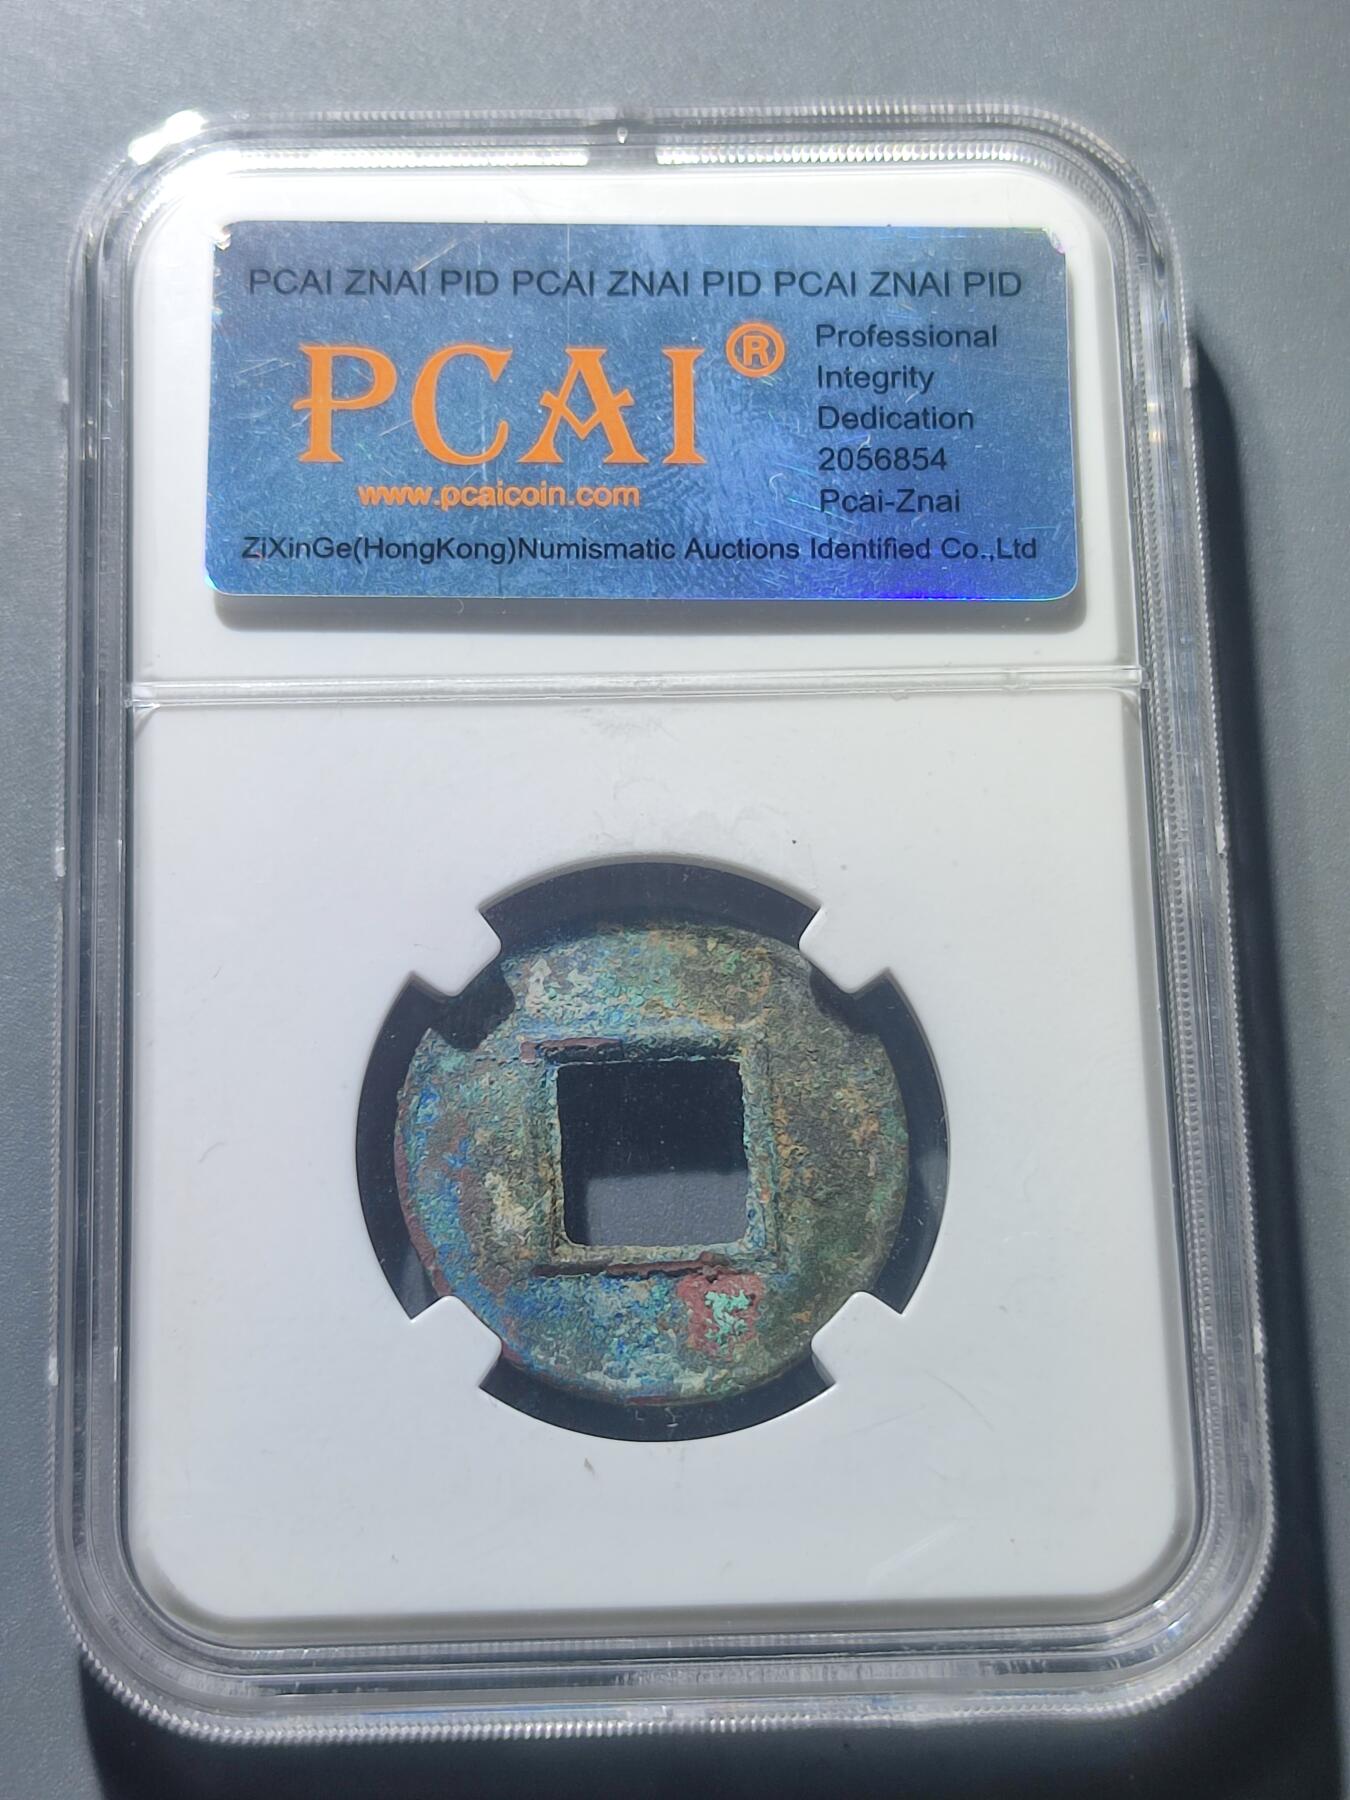 PCAI ZNAI PID PCAI ZNAI PID PCAI ZNAI PID
PCAI®
www.pcaicoin.com
Professional
Integrity
Dedication
2056854
Pcai-Znai
ZiXinGe(HongKong)Numismatic Auctions Identified Co.,Ltd